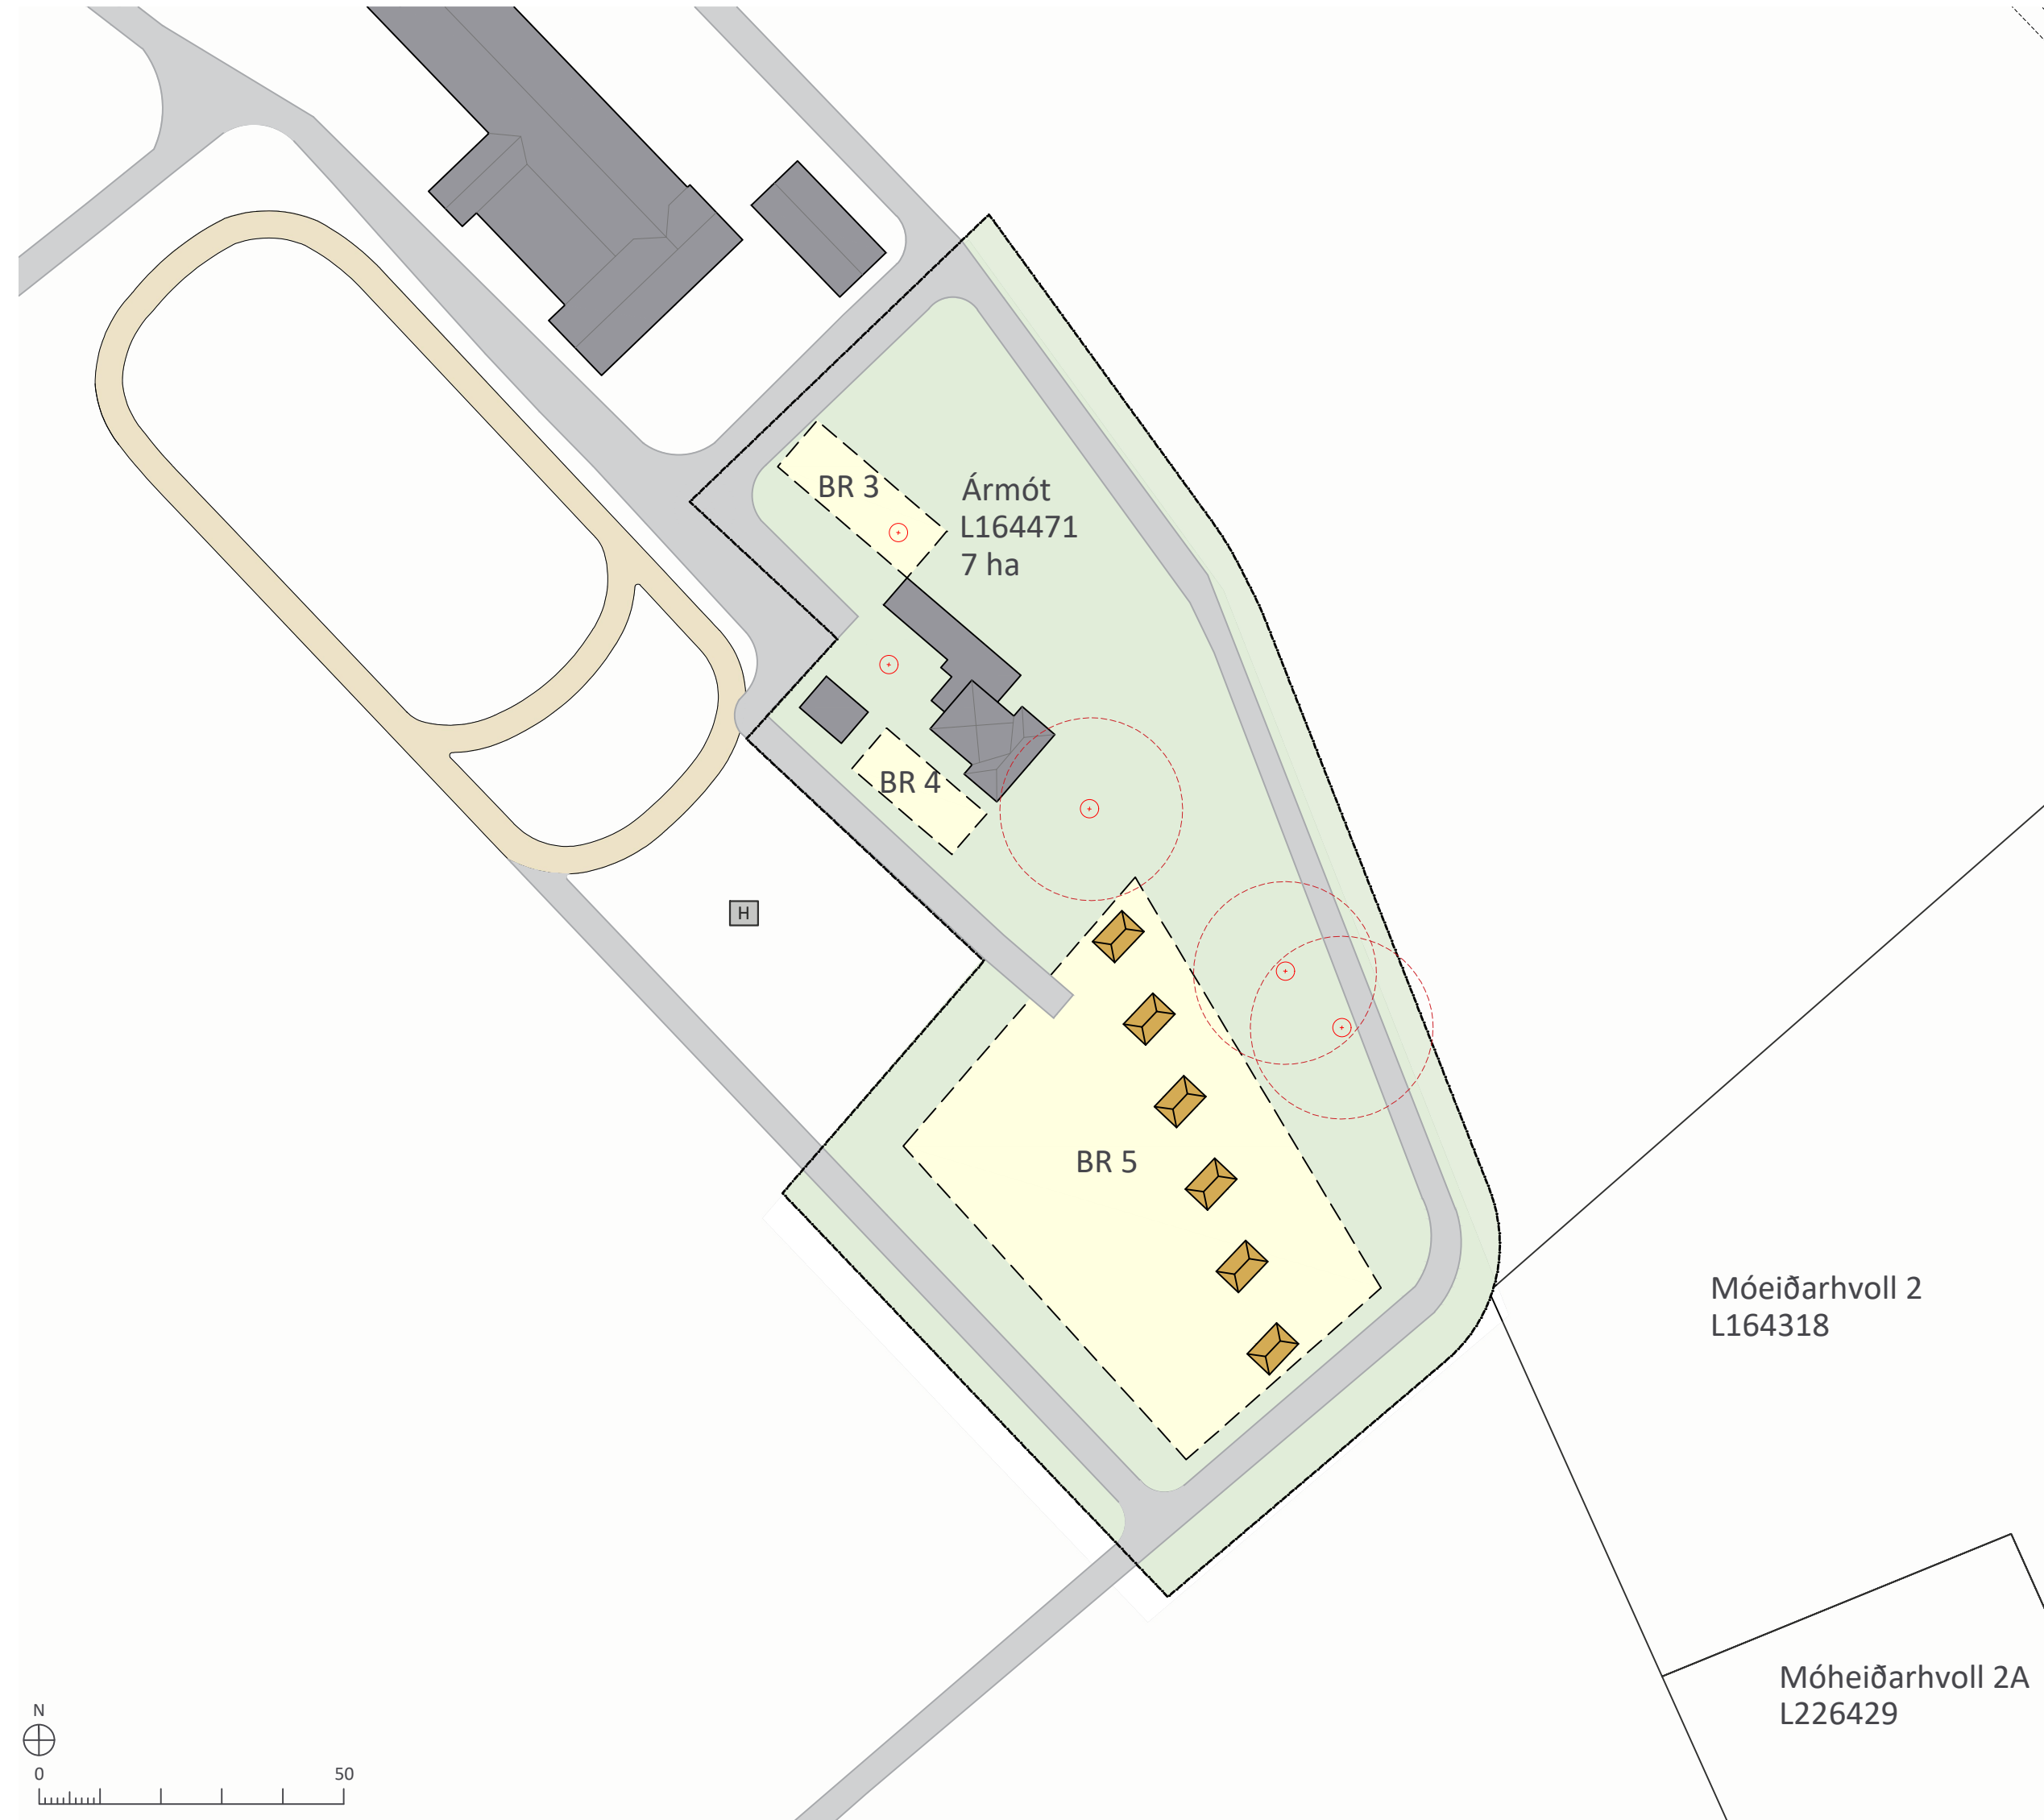 BR 3
Ármót
L164471
7 ha
BR 4
H
BR 5
Móeiðarhvoll 2
L164318
Móheiðarhvoll 2A
L226429
N
0 50